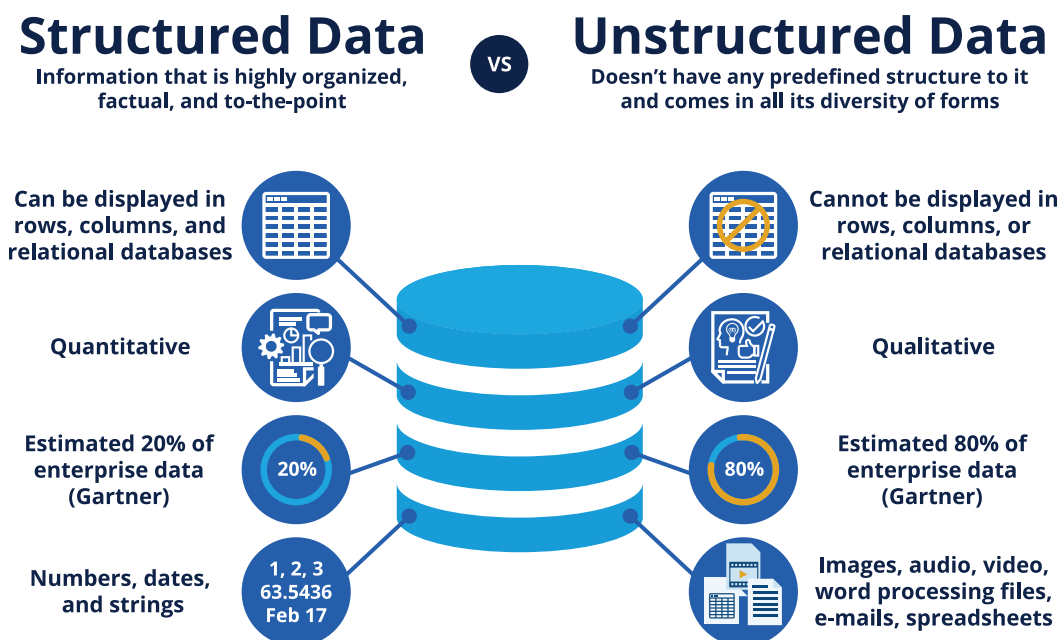 Structured Data
Information that is highly organized,
factual, and to-the-point
VS
Unstructured Data
Doesn’t have any predefined structure to it
and comes in all its diversity of forms
Can be displayed in
rows, columns, and
relational databases
Cannot be displayed in
rows, columns, or
relational databases
Quantitative
Qualitative
Estimated 20% of
enterprise data
(Gartner)
20%
80%
Estimated 80% of
enterprise data
(Gartner)
Numbers, dates,
and strings
1, 2, 3
63.5436
Feb 17
Images, audio, video,
word processing files,
e-mails, spreadsheets